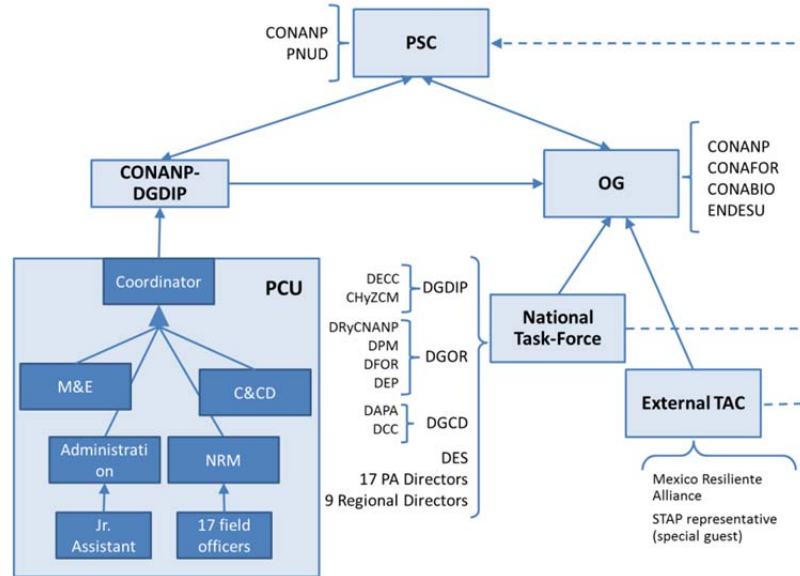 CONANP
PNUD
PSC
CONANP-
DGDIP
OG
CONANP
CONAFOR
CONABIO
ENDESU
Coordinator
PCU
M&E
C&CD
Administrati
on
NRM
Jr.
Assistant
17 field
officers
DECC
CHyZCM
DGDIP
DRyCNANP
DPM
DFOR
DEP
DGOR
DAPA
DCC
DGCD
DES
17 PA Directors
9 Regional Directors
National
Task-Force
External TAC
Mexico Resiliente
Alliance
STAP representative
(special guest)